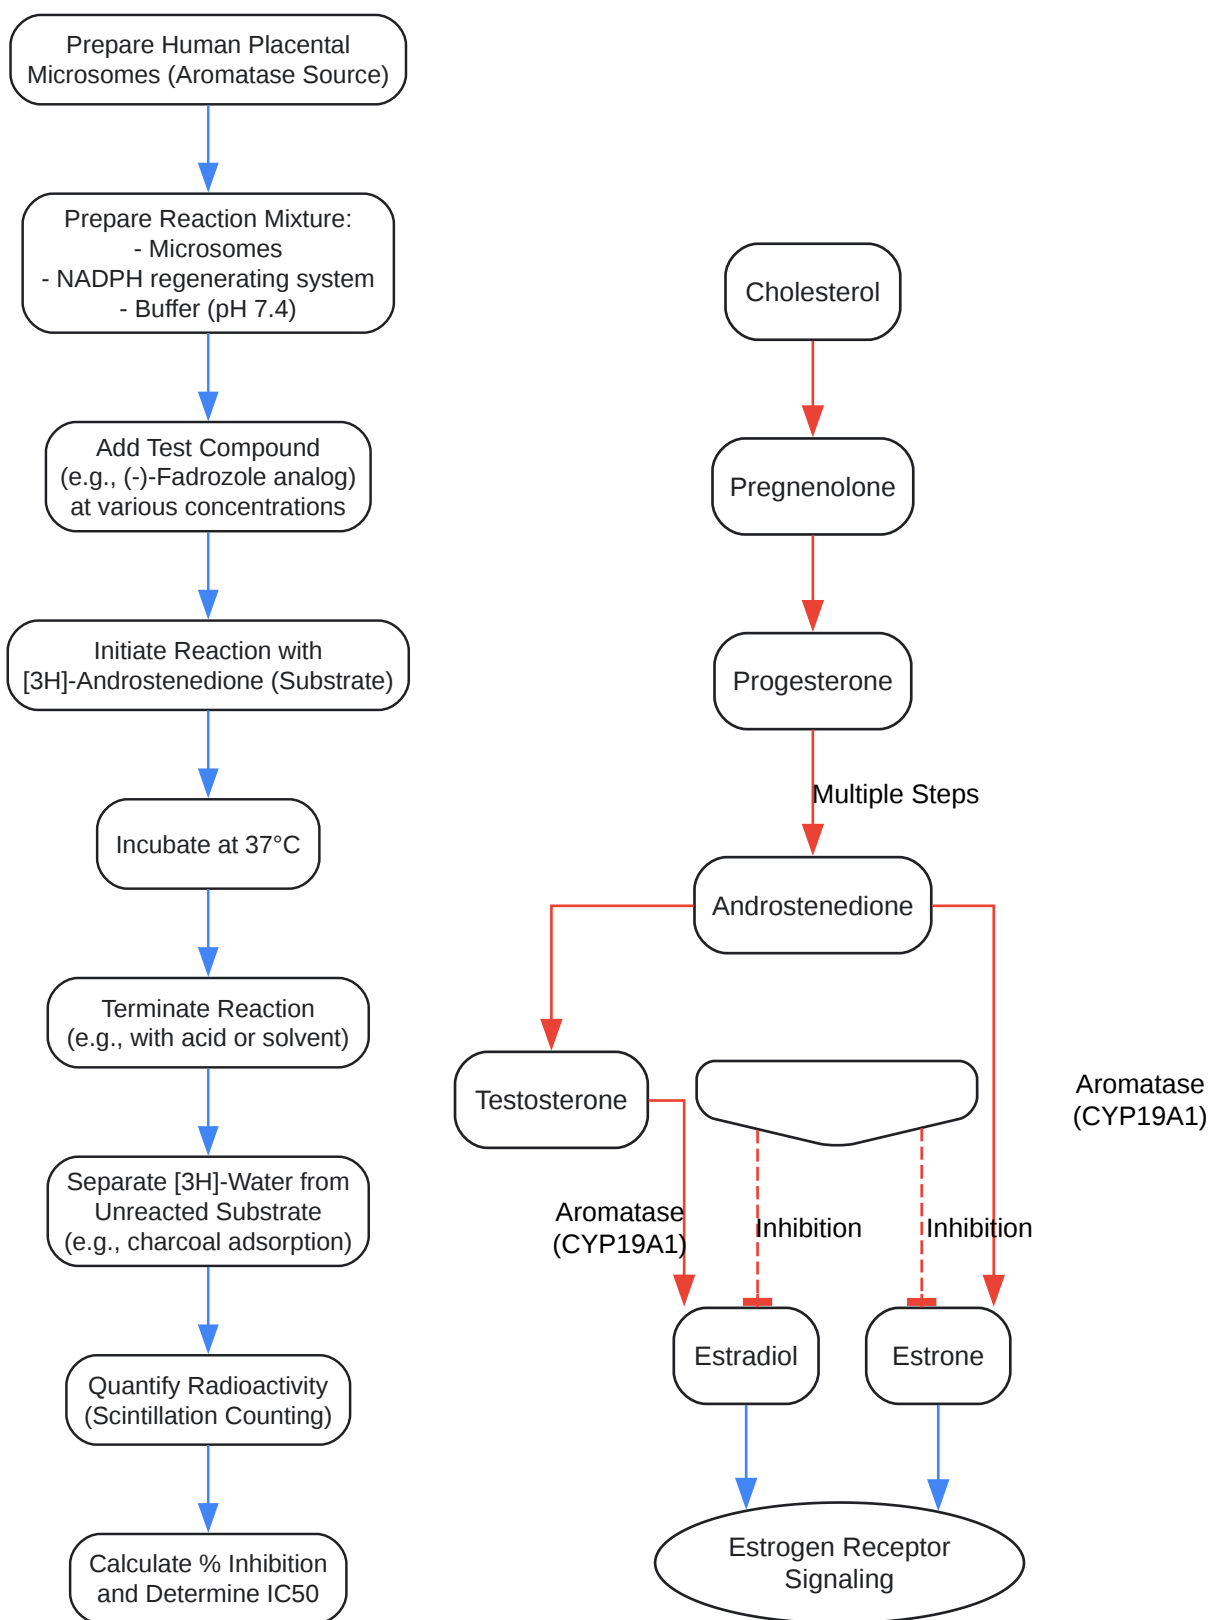 Prepare Human Placental
Microsomes (Aromatase Source)
Prepare Reaction Mixture:
- Microsomes
- NADPH regenerating system
- Buffer (pH 7.4)
Add Test Compound
(e.g., (-)-Fadrozole analog)
at various concentrations
Initiate Reaction with
[3H]-Androstenedione (Substrate)
Incubate at 37°C
Terminate Reaction
(e.g., with acid or solvent)
Separate [3H]-Water from
Unreacted Substrate
(e.g., charcoal adsorption)
Quantify Radioactivity
(Scintillation Counting)
Calculate % Inhibition
and Determine IC50
Cholesterol
Pregnenolone
Progesterone
Multiple Steps
Androstenedione
Testosterone
Aromatase
(CYP19A1)
Aromatase
(CYP19A1)
Inhibition
Inhibition
Estradiol
Estrone
Estrogen Receptor
Signaling